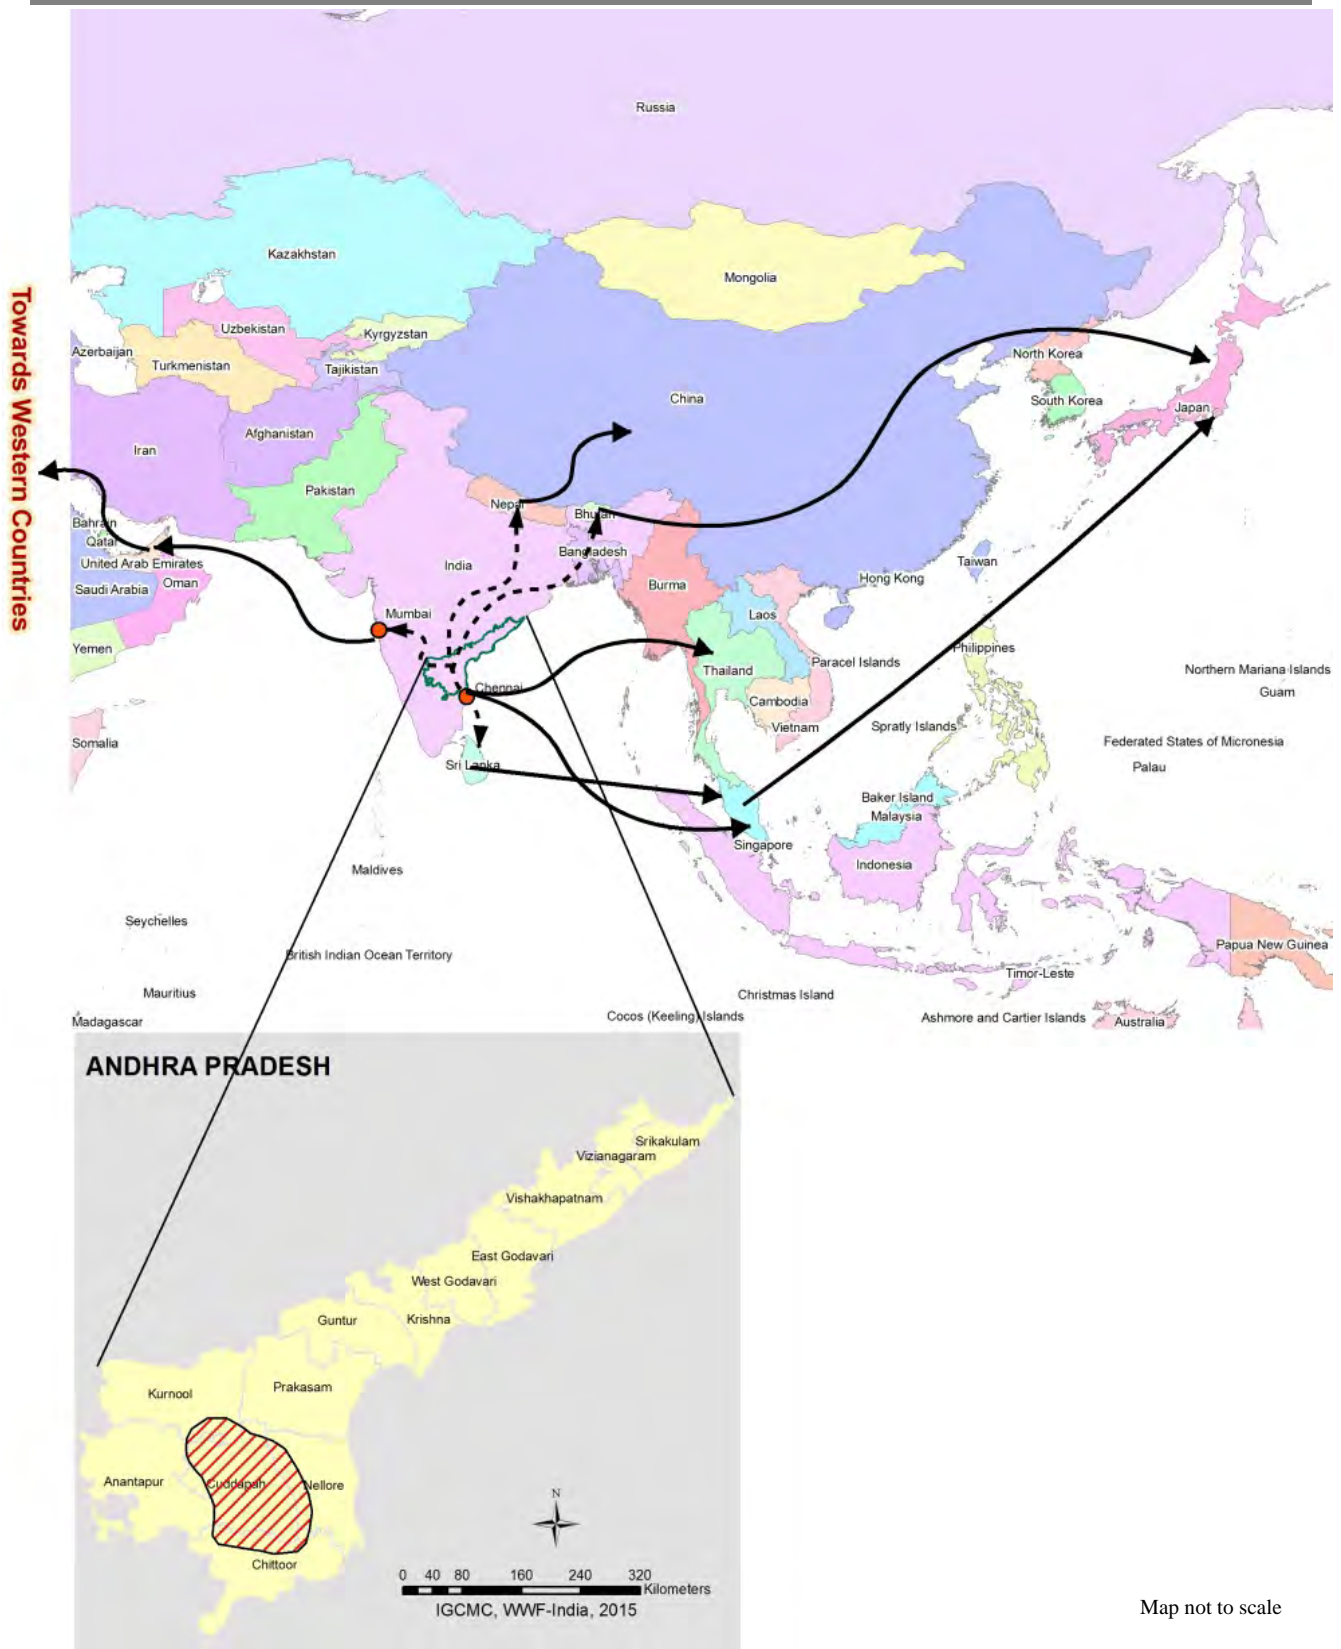 Russia
Kazakhstan
Mongolia
Uzbekistan
Kyrgyzstan
Azerbaijan
Turkmenistan
Tajikistan
North Korea
South Korea
Japan
China
Afghanistan
Iran
Pakistan
Towards Western Countries
Nepal
Bhutan
Bahrain
Qatar
Bangladesh
United Arab Emirates
India
Taiwan
Hong Kong
Burma
Saudi Arabia
Oman
Mumbai
Laos
Yemen
Philippines
Thailand
Paracel Islands
Northern Mariana Islands
Guam
Chennai
Cambodia
Vietnam
Spratly Islands
Somalia
Federated States of Micronesia
Sri Lanka
Palau
Baker Island
Malaysia
Singapore
Indonesia
Maldives
Seychelles
British Indian Ocean Territory
Papua New Guinea
Timor-Leste
Mauritius
Christmas Island
Madagascar
Cocos (Keeling) Islands
Ashmore and Cartier Islands
Australia
ANDHRA PRADESH
Srikakulam
Vizianagaram
Vishakhapatnam
East Godavari
West Godavari
Guntur
Krishna
Kurnool
Prakasam
Anantapur
Cuddapah
Nellore
Chittoor
N
0 40 80 160 240 320
Kilometers
IGCMC, WWF-India, 2015
Map not to scale